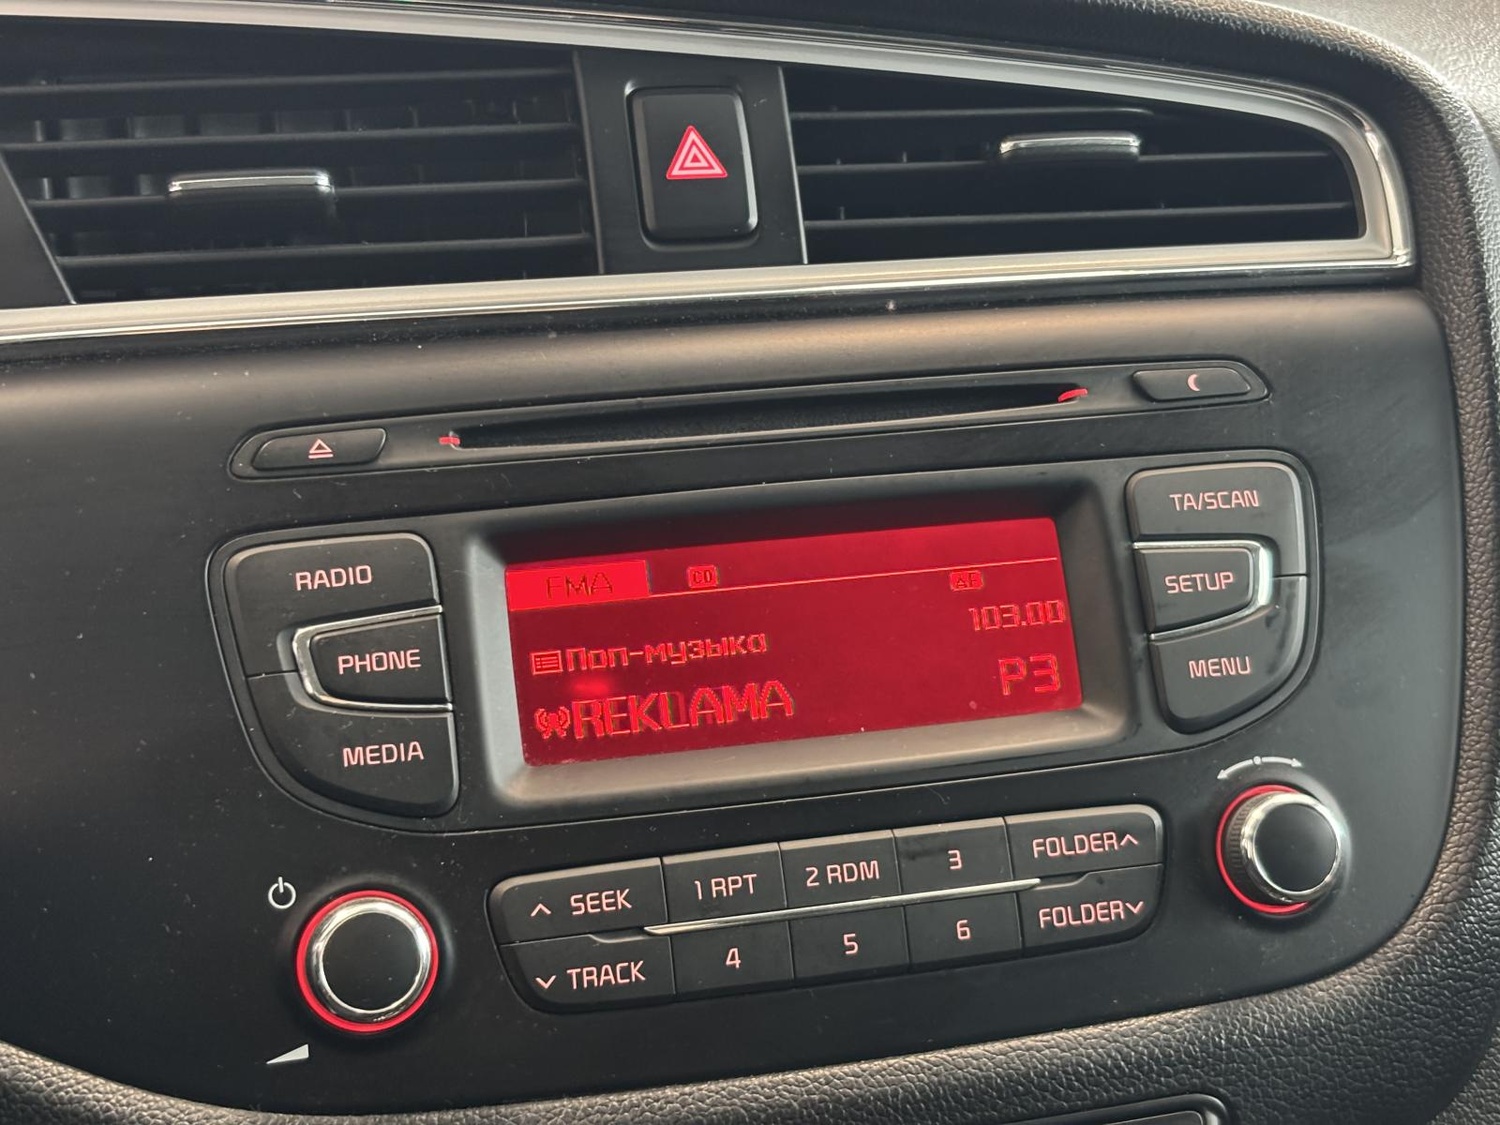 TA/SCAN
RADIO
FMA CD AF
SETUP
103.00
PHONE
Поп-музыка
MENU
REKLAMA P3
MEDIA
SEEK 1 RPT 2 RDM 3 FOLDER
TRACK 4 5 6 FOLDER